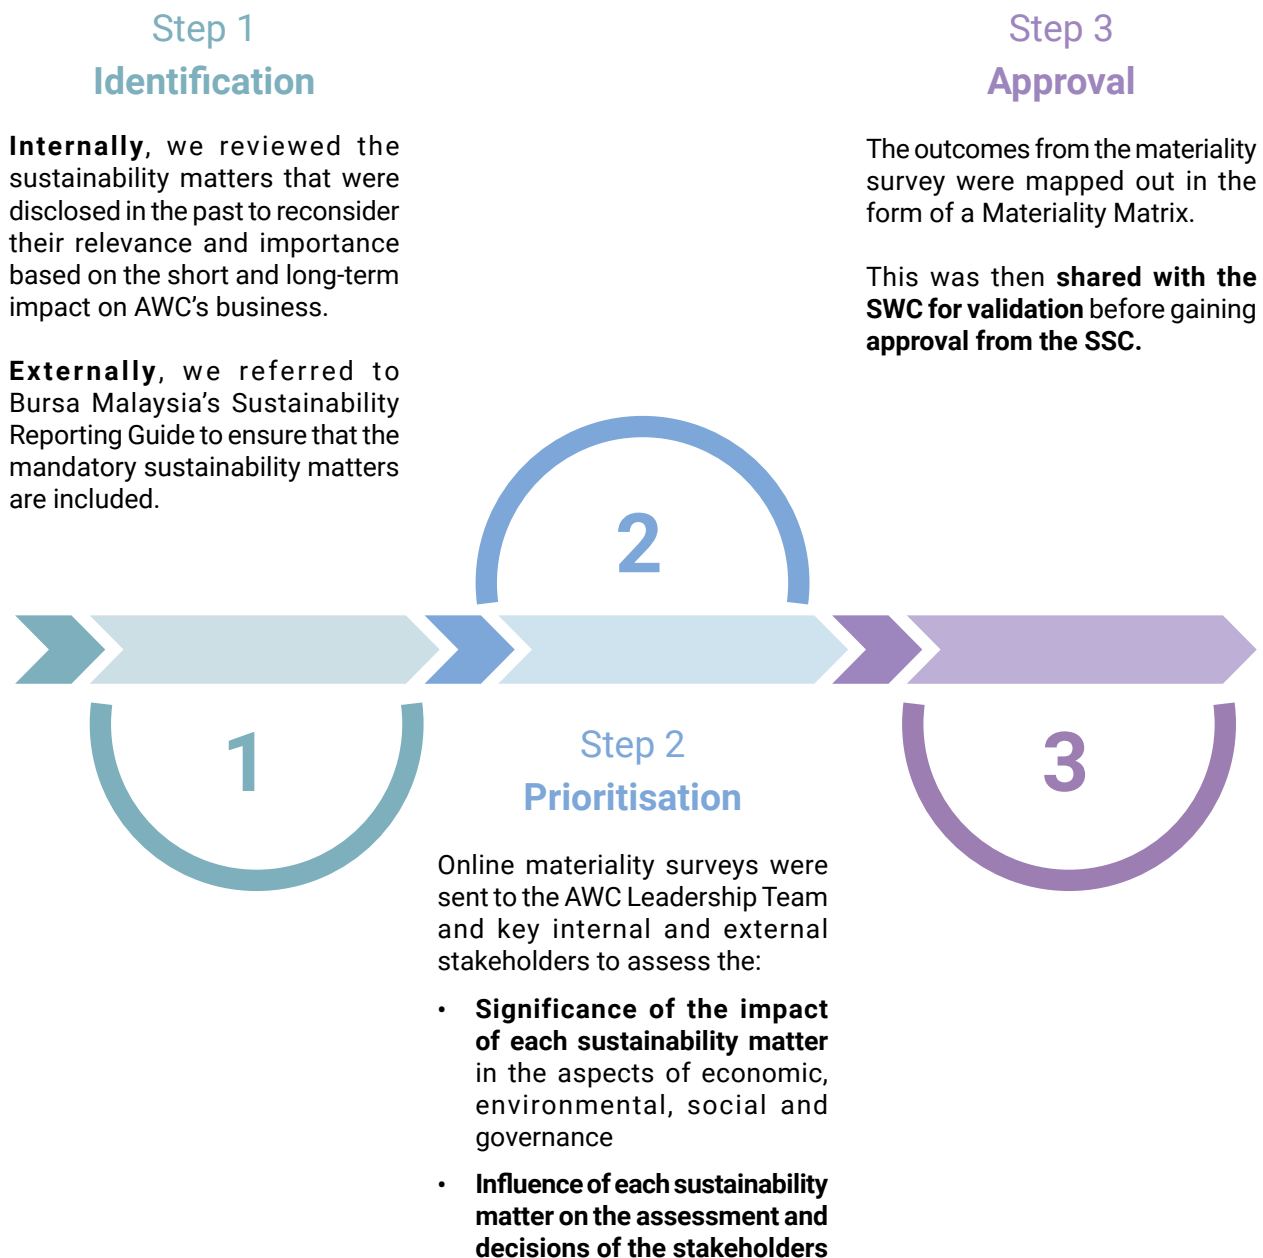 Step 1
Identification
Internally, we reviewed the
sustainability matters that were
disclosed in the past to reconsider
their relevance and importance
based on the short and long-term
impact on AWC's business.
Externally, we referred to
Bursa Malaysia's Sustainability
Reporting Guide to ensure that the
mandatory sustainability matters
are included.
1
2
Step 2
Prioritisation
Online materiality surveys were
sent to the AWC Leadership Team
and key internal and external
stakeholders to assess the:
• Significance of the impact
of each sustainability matter
in the aspects of economic,
environmental, social and
governance
• Influence of each sustainability
matter on the assessment and
decisions of the stakeholders
Step 3
Approval
The outcomes from the materiality
survey were mapped out in the
form of a Materiality Matrix.
This was then shared with the
SWC for validation before gaining
approval from the SSC.
3